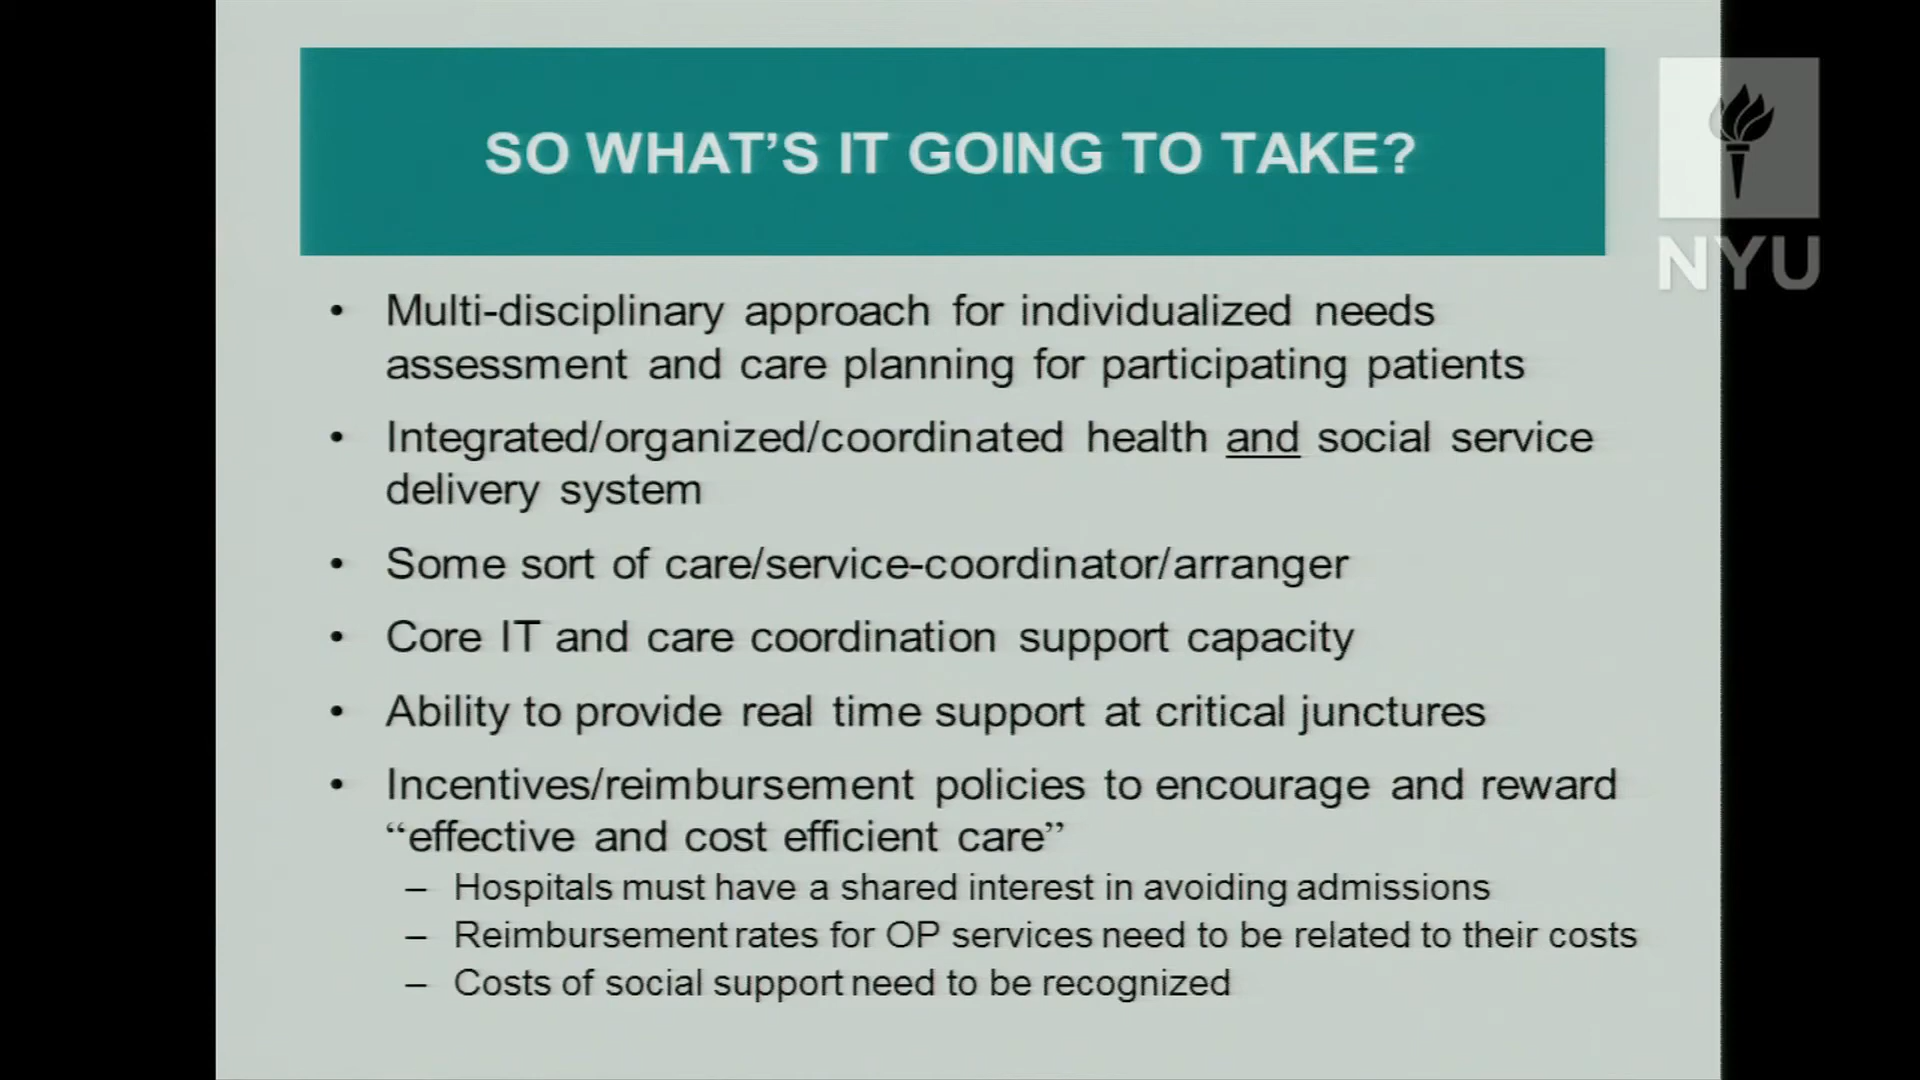 SO WHAT’S IT GOING TO TAKE?
NYU
• Multi-disciplinary approach for individualized needs
assessment and care planning for participating patients
• Integrated/organized/coordinated health and social service
delivery system
• Some sort of care/service-coordinator/arranger
• Core IT and care coordination support capacity
• Ability to provide real time support at critical junctures
• Incentives/reimbursement policies to encourage and reward
“effective and cost efficient care”
– Hospitals must have a shared interest in avoiding admissions
– Reimbursement rates for OP services need to be related to their costs
– Costs of social support need to be recognized